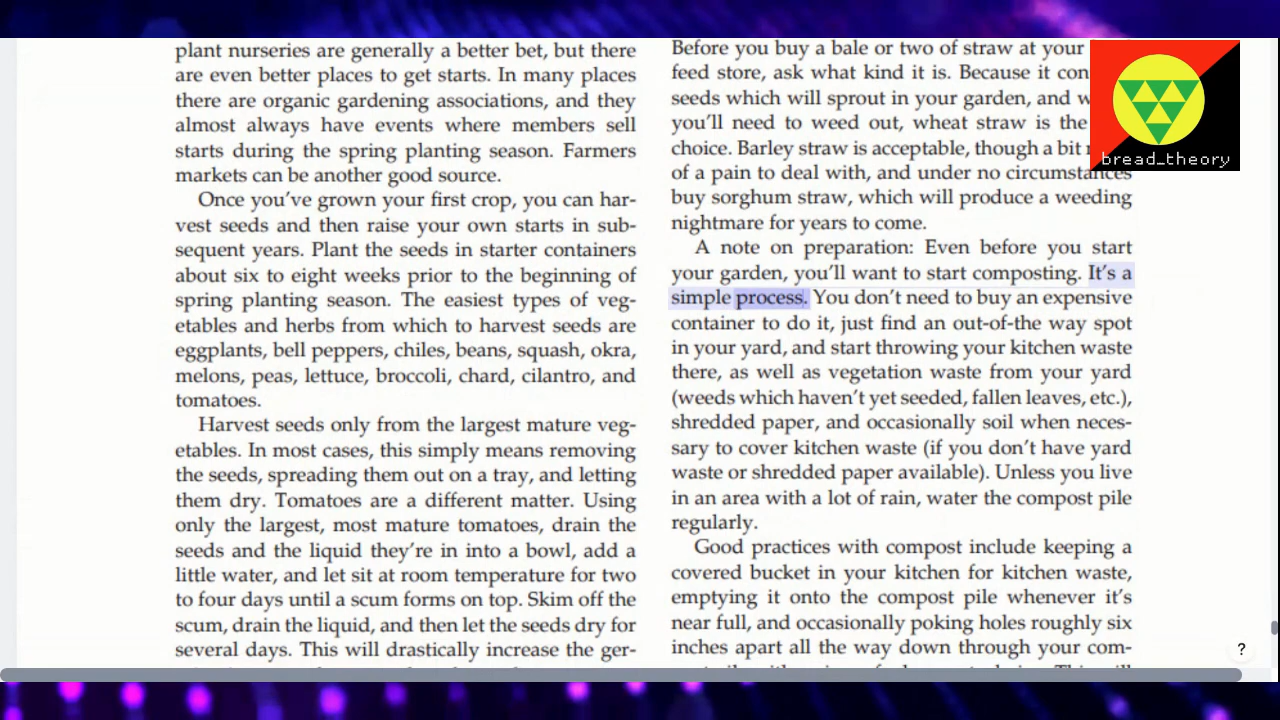 plant nurseries are generally a better bet, but there
are even better places to get starts. In many places
there are organic gardening associations, and they
almost always have events where members sell
starts during the spring planting season. Farmers
markets can be another good source.
Once you've grown your first crop, you can har-
vest seeds and then raise your own starts in sub-
sequent years. Plant the seeds in starter containers
about six to eight weeks prior to the beginning of
spring planting season. The easiest types of veg-
etables and herbs from which to harvest seeds are
eggplants, bell peppers, chiles, beans, squash, okra,
melons, peas, lettuce, broccoli, chard, cilantro, and
tomatoes.
Harvest seeds only from the largest mature veg-
etables. In most cases, this simply means removing
the seeds, spreading them out on a tray, and letting
them dry. Tomatoes are a different matter. Using
only the largest, most mature tomatoes, drain the
seeds and the liquid they're in into a bowl, add a
little water, and let sit at room temperature for two
to four days until a scum forms on top. Skim off the
scum, drain the liquid, and then let the seeds dry for
several days. This will drastically increase the ger-
Before you buy a bale or two of straw at your
feed store, ask what kind it is. Because it con
seeds which will sprout in your garden, and w
you'll need to weed out, wheat straw is the
choice. Barley straw is acceptable, though a bit
of a pain to deal with, and under no circumstances
buy sorghum straw, which will produce a weeding
nightmare for years to come.
A note on preparation: Even before you start
your garden, you'll want to start composting. It's a
simple process. You don't need to buy an expensive
container to do it, just find an out-of-the way spot
in your yard, and start throwing your kitchen waste
there, as well as vegetation waste from your yard
(weeds which haven't yet seeded, fallen leaves, etc.),
shredded paper, and occasionally soil when neces-
sary to cover kitchen waste (if you don't have yard
waste or shredded paper available). Unless you live
in an area with a lot of rain, water the compost pile
regularly.
Good practices with compost include keeping a
covered bucket in your kitchen for kitchen waste,
emptying it onto the compost pile whenever it's
near full, and occasionally poking holes roughly six
inches apart all the way down through your com-
bread_theory
?